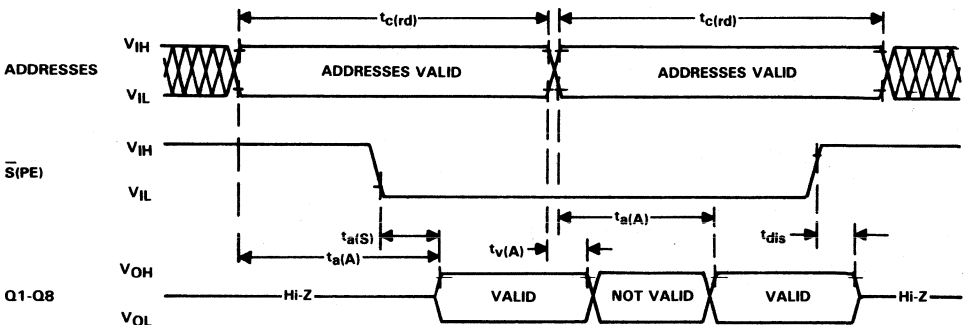 tc(rd) tc(rd)
VIH
ADDRESSES ADDRESSES VALID ADDRESSES VALID
VIL
VIH
S̅(PE)
VIL
ta(A)
ta(S) tv(A) tdis
ta(A)
VOH
Q1-Q8 Hi-Z VALID NOT VALID VALID Hi-Z
VOL